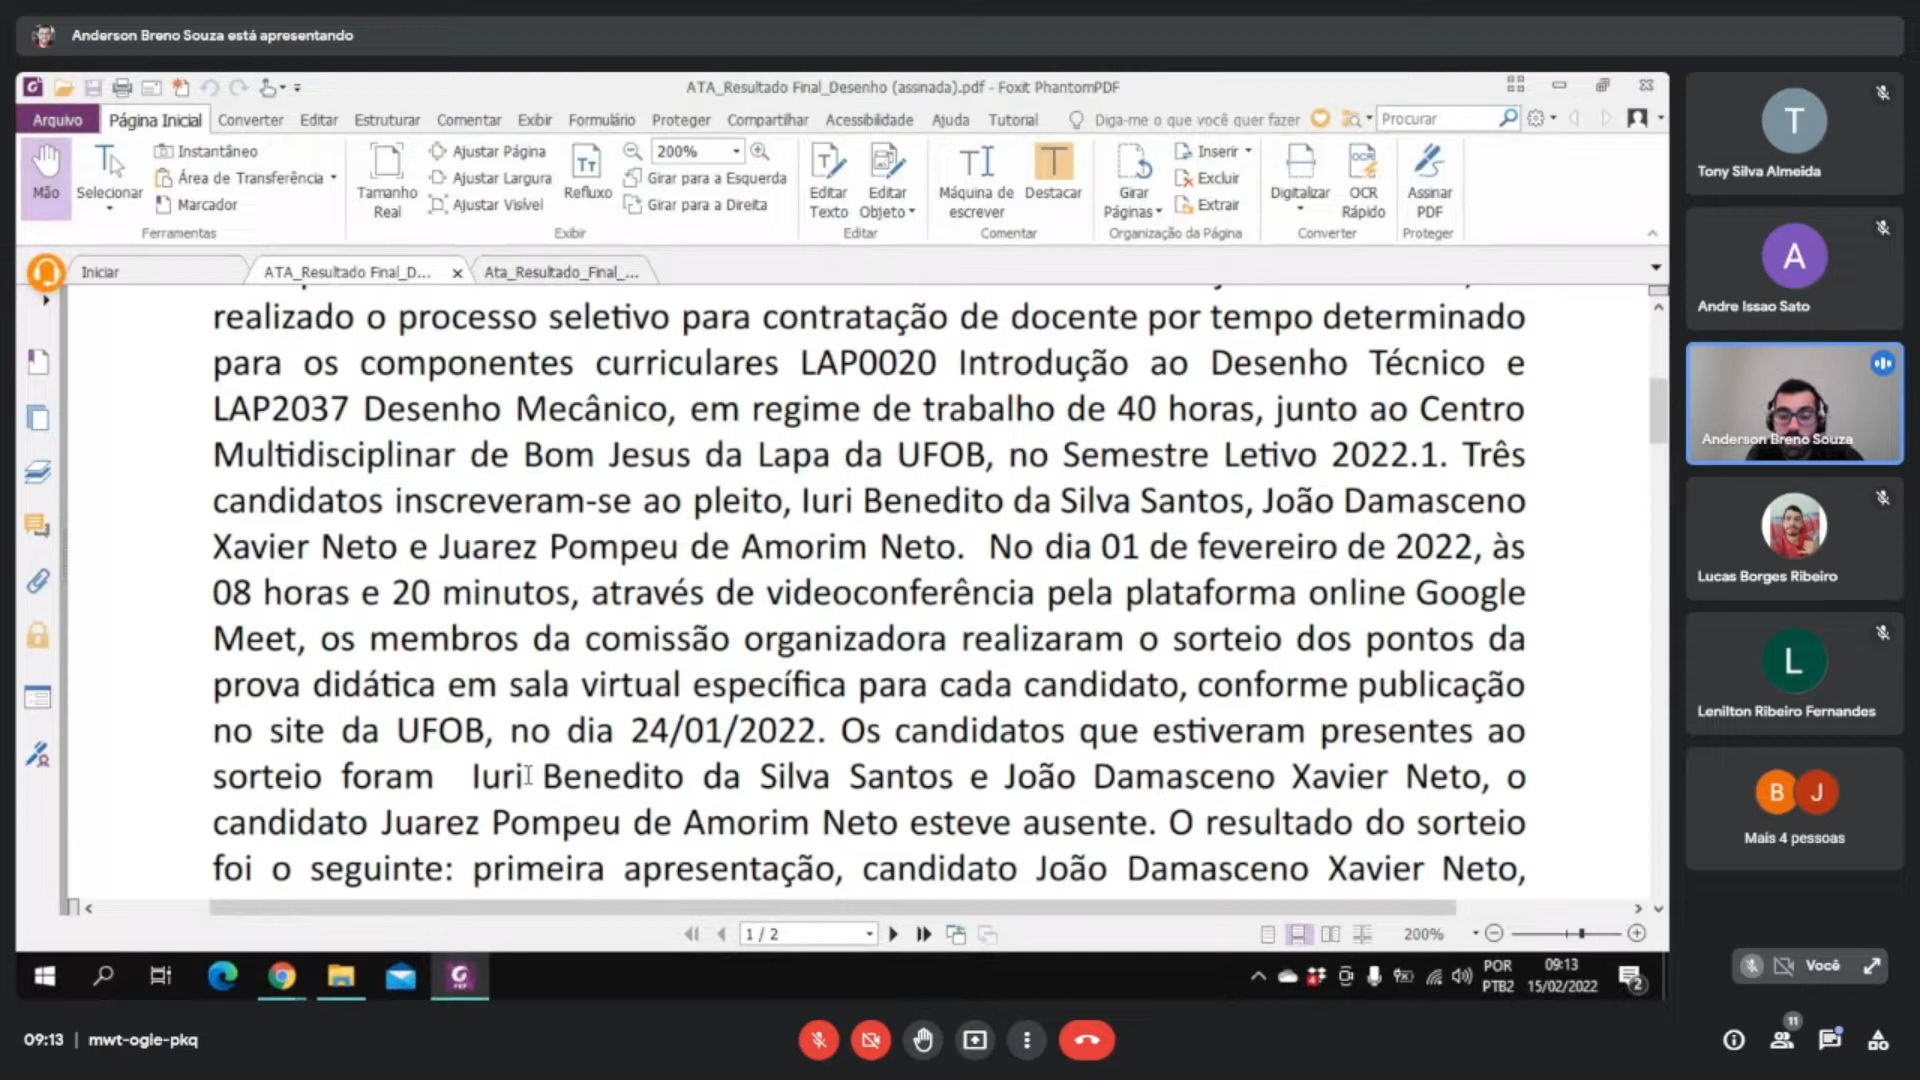 Anderson Breno Souza está apresentando
ATA_Resultado Final_Desenho (assinada).pdf - Foxit PhantomPDF
Arquivo
Página Inicial
Converter
Editar
Estruturar
Comentar
Exibir
Formulário
Proteger
Compartilhar
Acessibilidade
Ajuda
Tutorial
Diga-me o que você quer fazer
Procurar
Mão
Selecionar
Instantâneo
Área de Transferência
Marcador
Ferramentas
Tamanho
Real
Ajustar Página
Ajustar Largura
Ajustar Visível
Refluxo
200%
Girar para a Esquerda
Girar para a Direita
Exibir
Editar
Texto
Editar
Objeto
Editar
Máquina de
escrever
Destacar
Comentar
Girar
Páginas
Inserir
Excluir
Extrair
Organização da Página
Digitalizar
OCR
Rápido
Converter
Assinar
PDF
Proteger
Iniciar
ATA_Resultado Final_D...
Ata_Resultado_Final_...
realizado o processo seletivo para contratação de docente por tempo determinado
para os componentes curriculares LAP0020 Introdução ao Desenho Técnico e
LAP2037 Desenho Mecânico, em regime de trabalho de 40 horas, junto ao Centro
Multidisciplinar de Bom Jesus da Lapa da UFOB, no Semestre Letivo 2022.1. Três
candidatos inscreveram-se ao pleito, Iuri Benedito da Silva Santos, João Damasceno
Xavier Neto e Juarez Pompeu de Amorim Neto. No dia 01 de fevereiro de 2022, às
08 horas e 20 minutos, através de videoconferência pela plataforma online Google
Meet, os membros da comissão organizadora realizaram o sorteio dos pontos da
prova didática em sala virtual específica para cada candidato, conforme publicação
no site da UFOB, no dia 24/01/2022. Os candidatos que estiveram presentes ao
sorteio foram Iuri Benedito da Silva Santos e João Damasceno Xavier Neto, o
candidato Juarez Pompeu de Amorim Neto esteve ausente. O resultado do sorteio
foi o seguinte: primeira apresentação, candidato João Damasceno Xavier Neto,
1 / 2
200%
POR
PTB2
09:13
15/02/2022
2
T
Tony Silva Almeida
A
Andre Issao Sato
Anderson Breno Souza
Lucas Borges Ribeiro
L
Lenilton Ribeiro Fernandes
B
J
Mais 4 pessoas
Você
09:13 | mwt-ogie-pkq
11